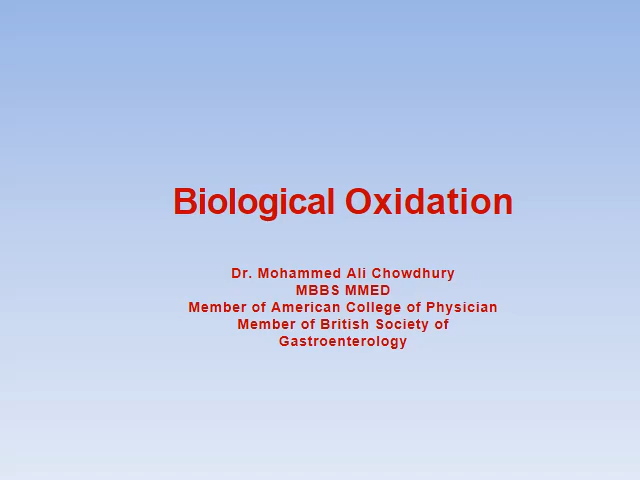 Biological Oxidation
Dr. Mohammed Ali Chowdhury
MBBS MMED
Member of American College of Physician
Member of British Society of
Gastroenterology